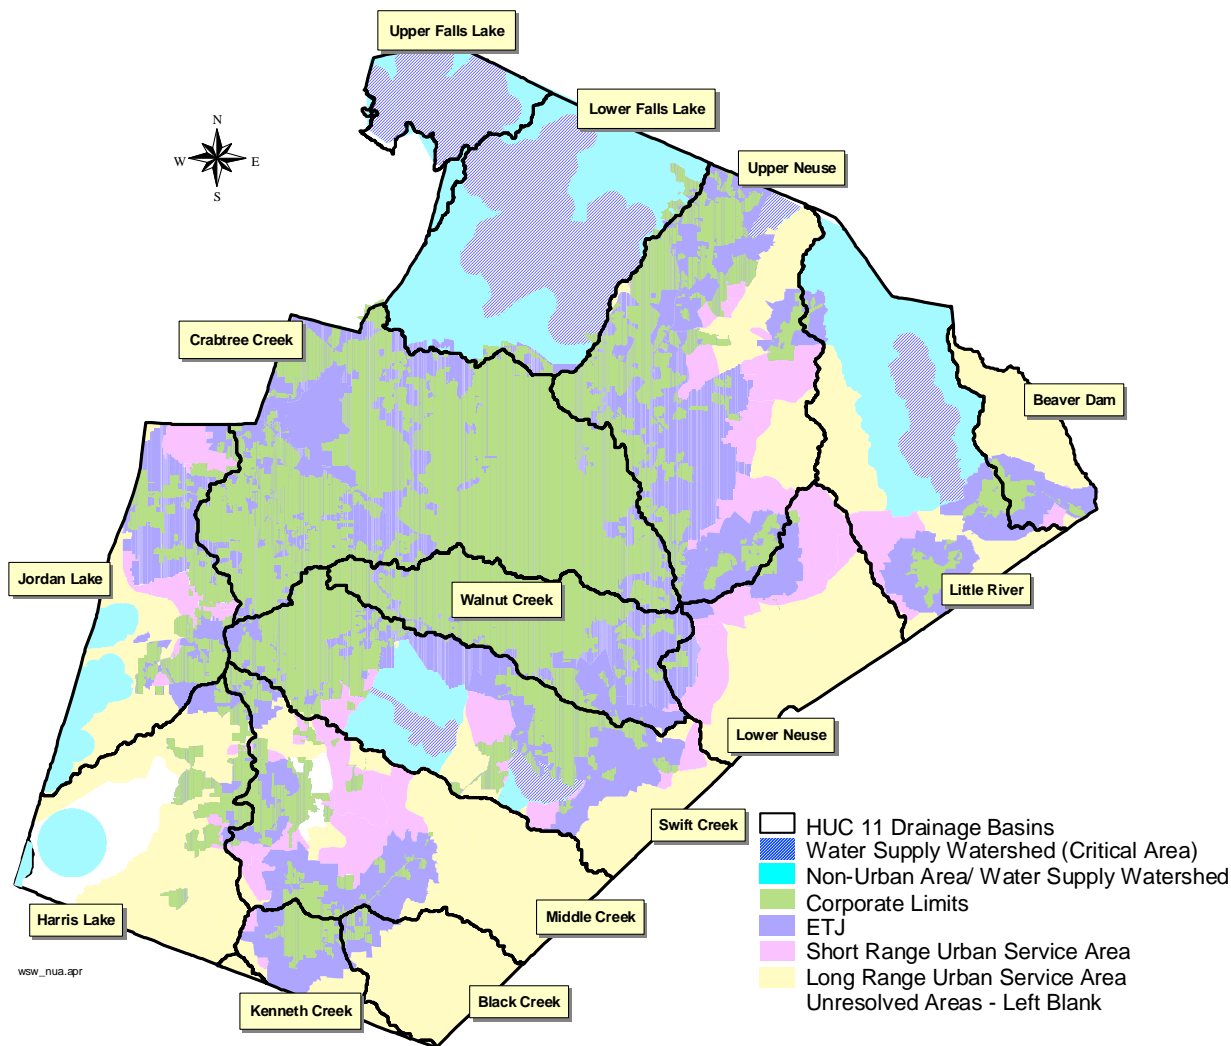 Upper Falls Lake
Lower Falls Lake
N
W E
S
Upper Neuse
Crabtree Creek
Beaver Dam
Jordan Lake
Walnut Creek
Little River
Lower Neuse
Swift Creek
HUC 11 Drainage Basins
Water Supply Watershed (Critical Area)
Non-Urban Area/ Water Supply Watershed
Corporate Limits
ETJ
Short Range Urban Service Area
Long Range Urban Service Area
Unresolved Areas - Left Blank
Harris Lake
Middle Creek
wsw_nua.apr
Kenneth Creek
Black Creek